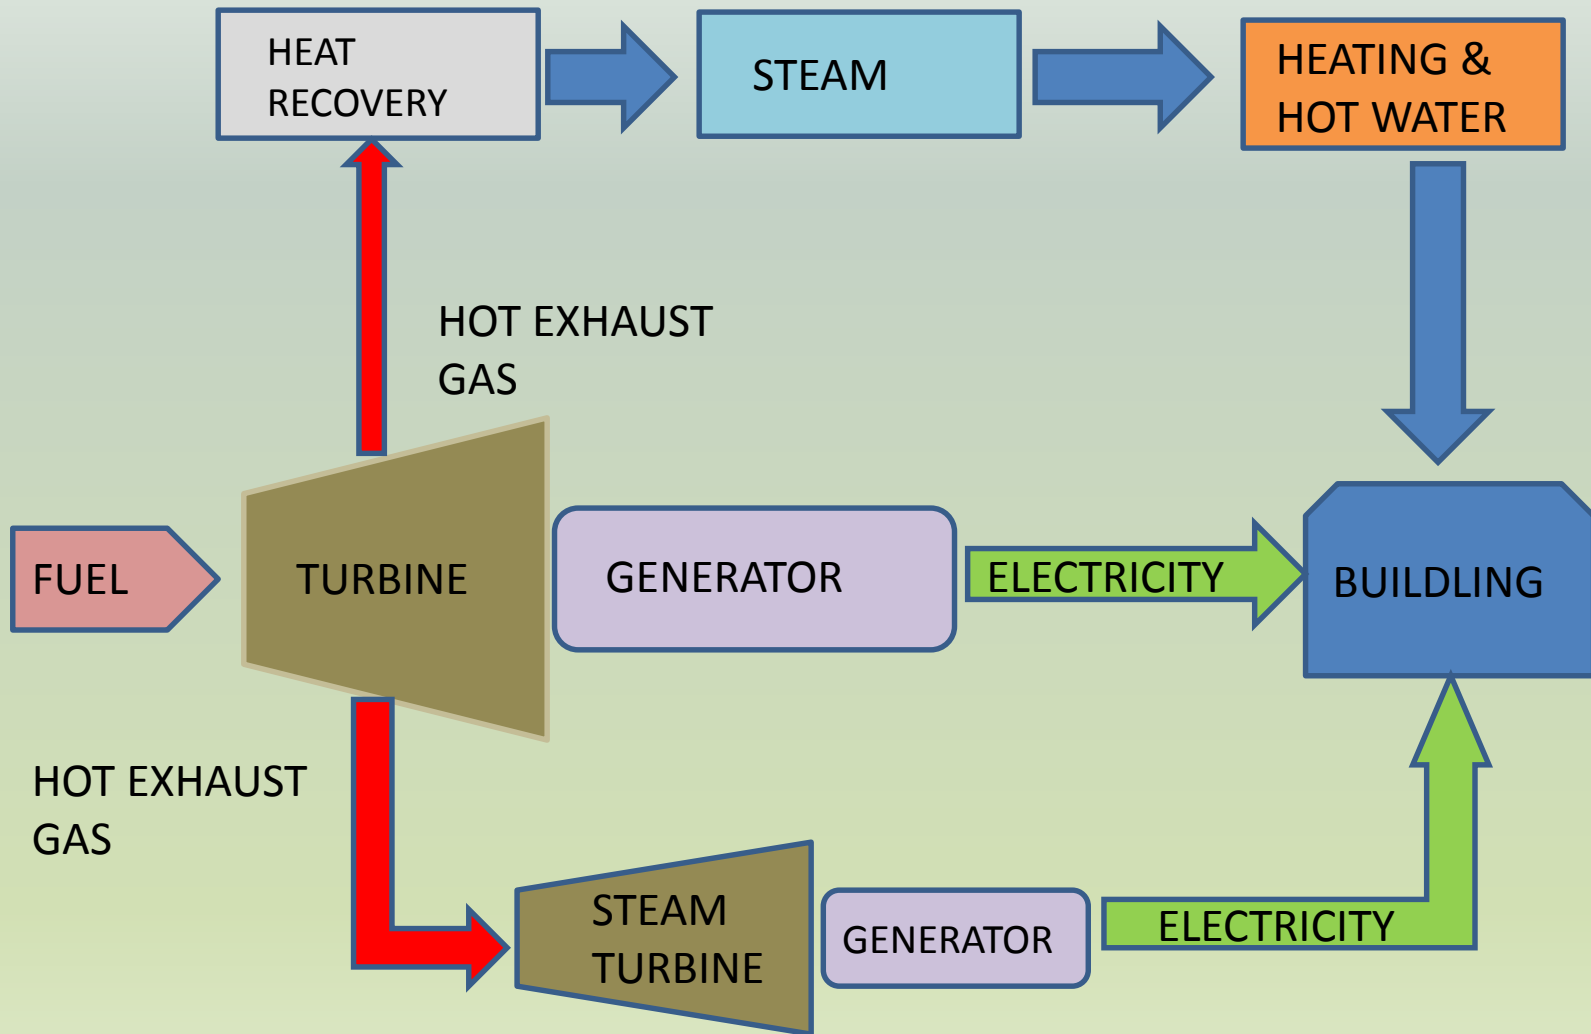 HEAT
RECOVERY
STEAM
HEATING &
HOT WATER
HOT EXHAUST
GAS
FUEL
TURBINE
GENERATOR
ELECTRICITY
BUILDLING
HOT EXHAUST
GAS
STEAM
TURBINE
GENERATOR
ELECTRICITY